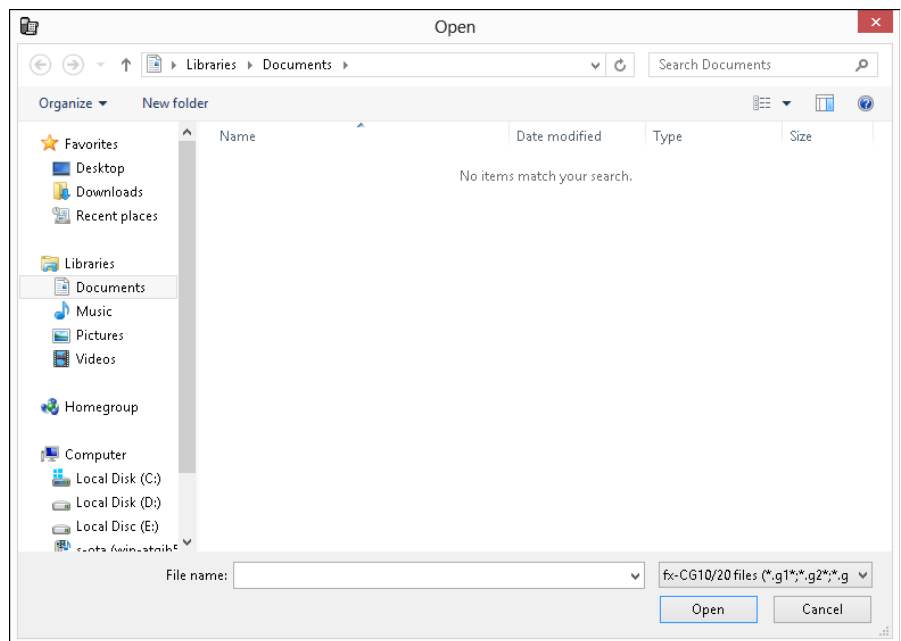 Open
Libraries Documents
Search Documents
Organize
New folder
Name
Date modified
Type
Size
No items match your search.
Favorites
Desktop
Downloads
Recent places
Libraries
Documents
Music
Pictures
Videos
Homegroup
Computer
Local Disk (C:)
Local Disk (D:)
Local Disc (E:)
File name:
fx-CG10/20 files (*.g1*;*.g2*;*.g
Open
Cancel